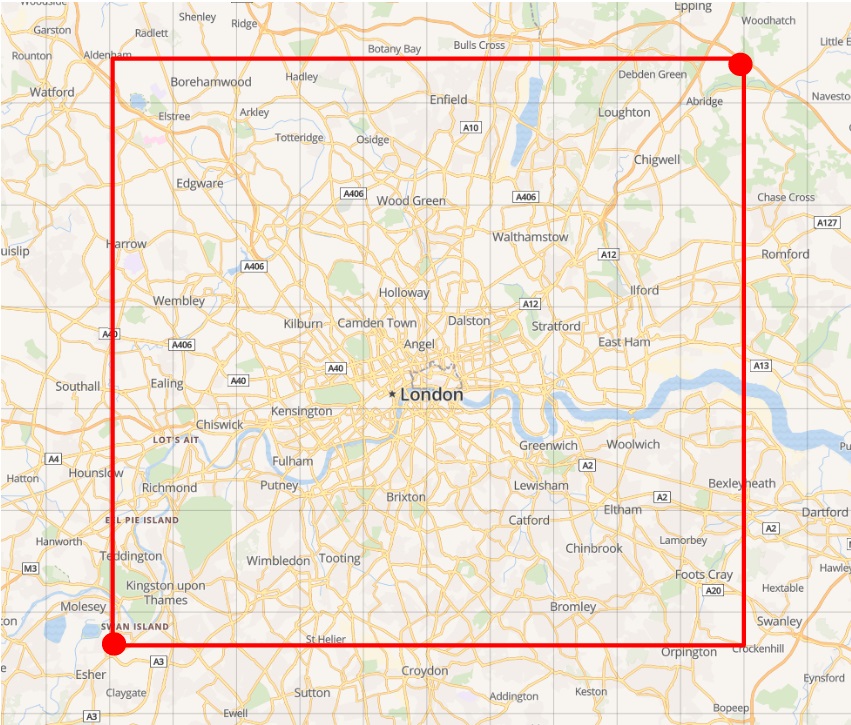 Epping
Shenley
Ridge
Woodhatch
Garston
Radlett
Botany Bay
Bulls Cross
Rounton
Aldenham
Hadley
Debden Green
Borehamwood
Watford
Enfield
Abridge
Elstree
Arkley
Loughton
A10
Totteridge
Osidge
Chigwell
Edgware
A406
Wood Green
A406
Chase Cross
A127
Harrow
Walthamstow
A12
Romford
A406
Holloway
Ilford
Wembley
A12
Kilburn
Camden Town
Dalston
Stratford
A40
A406
Angel
East Ham
A40
A13
Southall
Ealing
A40
London
Kensington
Chiswick
LOT'S AIT
Greenwich
Woolwich
A4
Fulham
A2
Hounslow
Hatton
Richmond
Putney
Lewisham
Bexleyheath
Brixton
A2
Eltham
Dartford
EEL PIE ISLAND
Catford
A2
Hanworth
Lamorbey
Chinbrook
Teddington
Wimbledon
Tooting
M3
Foots Cray
Kingston upon
Thames
A20
Hextable
Molesey
Bromley
SWAN ISLAND
Swanley
St Helier
Orpington
Crockenhill
A3
Esher
Croydon
Eynsford
Claygate
Sutton
Addington
Keston
Bopeep
A3
Ewell